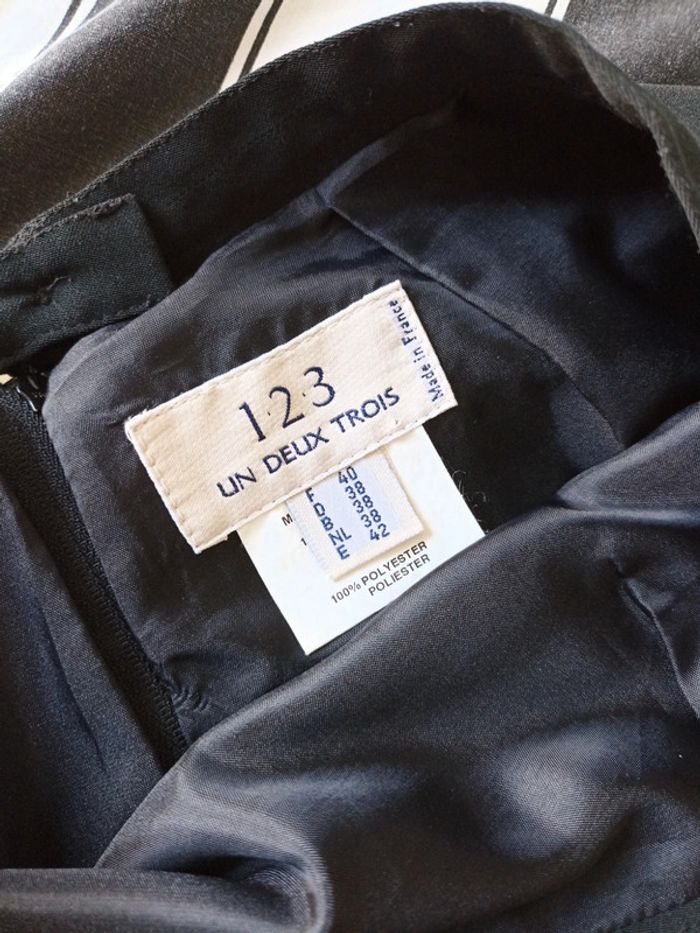 1.2.3
UN DEUX TROIS
Made in France
F 40
D 38
B 38
NL 38
E 42
100% POLYESTER
POLIESTER